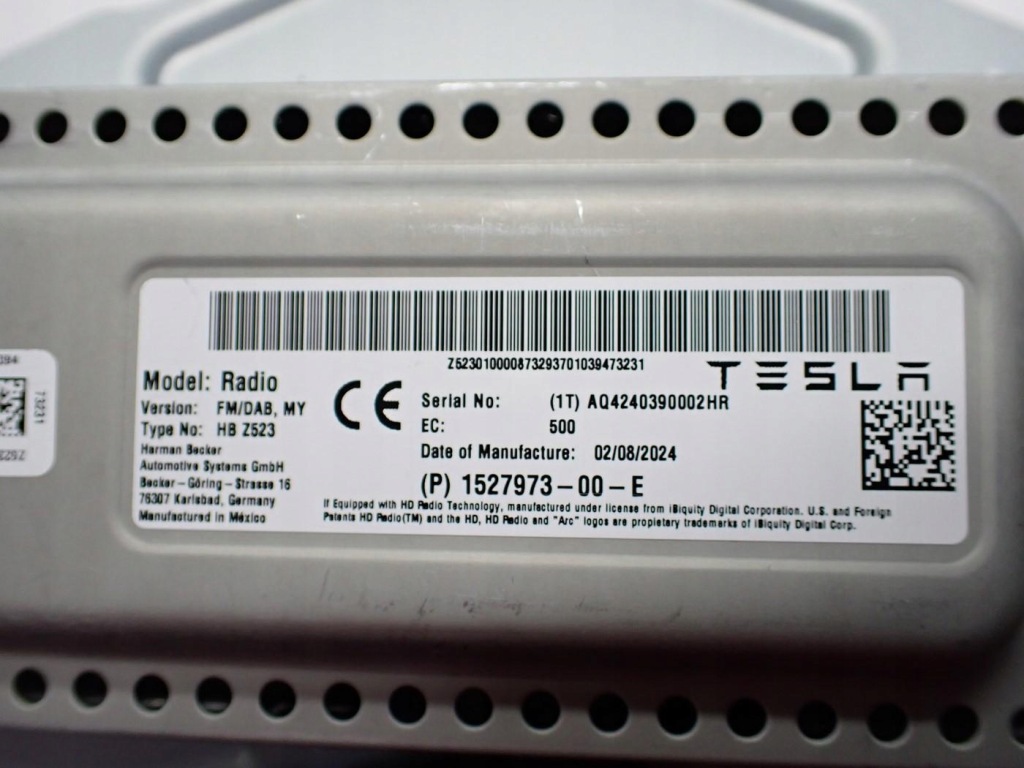 Z523010000873293701039473231
TESLA
Model: Radio
Version: FM/DAB, MY
Type No: HB Z523
Harman Becker
Automotive Systems GmbH
Becker-Göring-Strasse 16
76307 Karlsbad, Germany
Manufactured in México
CE
Serial No: (1T) AQ4240390002HR
EC: 500
Date of Manufacture: 02/08/2024
(P) 1527973-00-E
If Equipped with HD Radio Technology, manufactured under license from iBiquity Digital Corporation. U.S. and Foreign
Patents HD Radio(TM) and the HD, HD Radio and "Arc" logos are propietary trademarks of iBiquity Digital Corp.
73231